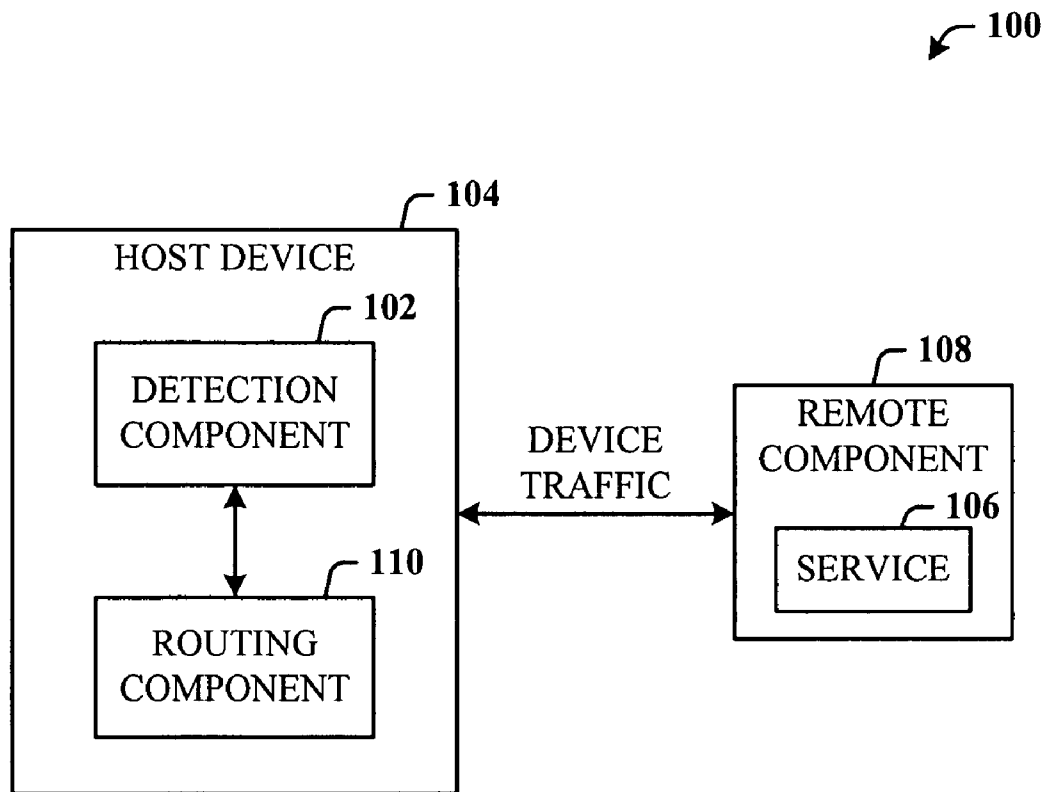 100
104
HOST DEVICE
102
DETECTION
COMPONENT
110
ROUTING
COMPONENT
DEVICE
TRAFFIC
108
REMOTE
COMPONENT
106
SERVICE